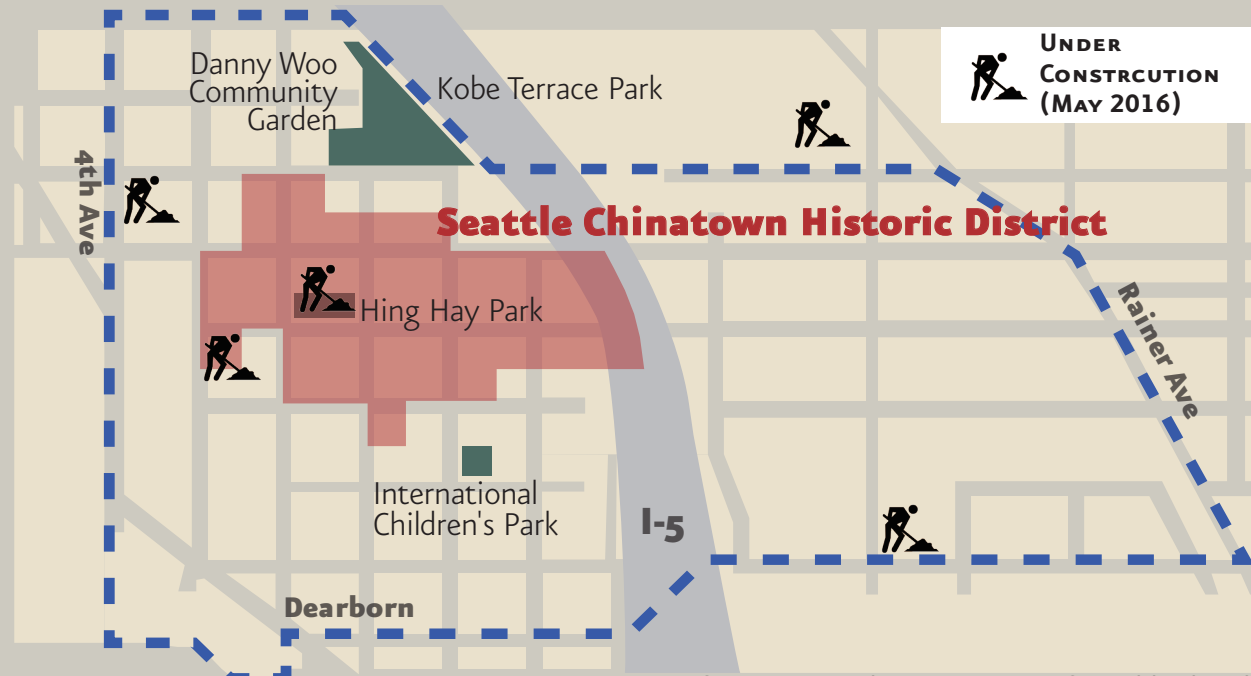 Under
Constrcution
(May 2016)
Danny Woo
Community
Garden
Kobe Terrace Park
4th Ave
Seattle Chinatown Historic District
Hing Hay Park
Rainer Ave
International
Children's Park
I-5
Dearborn